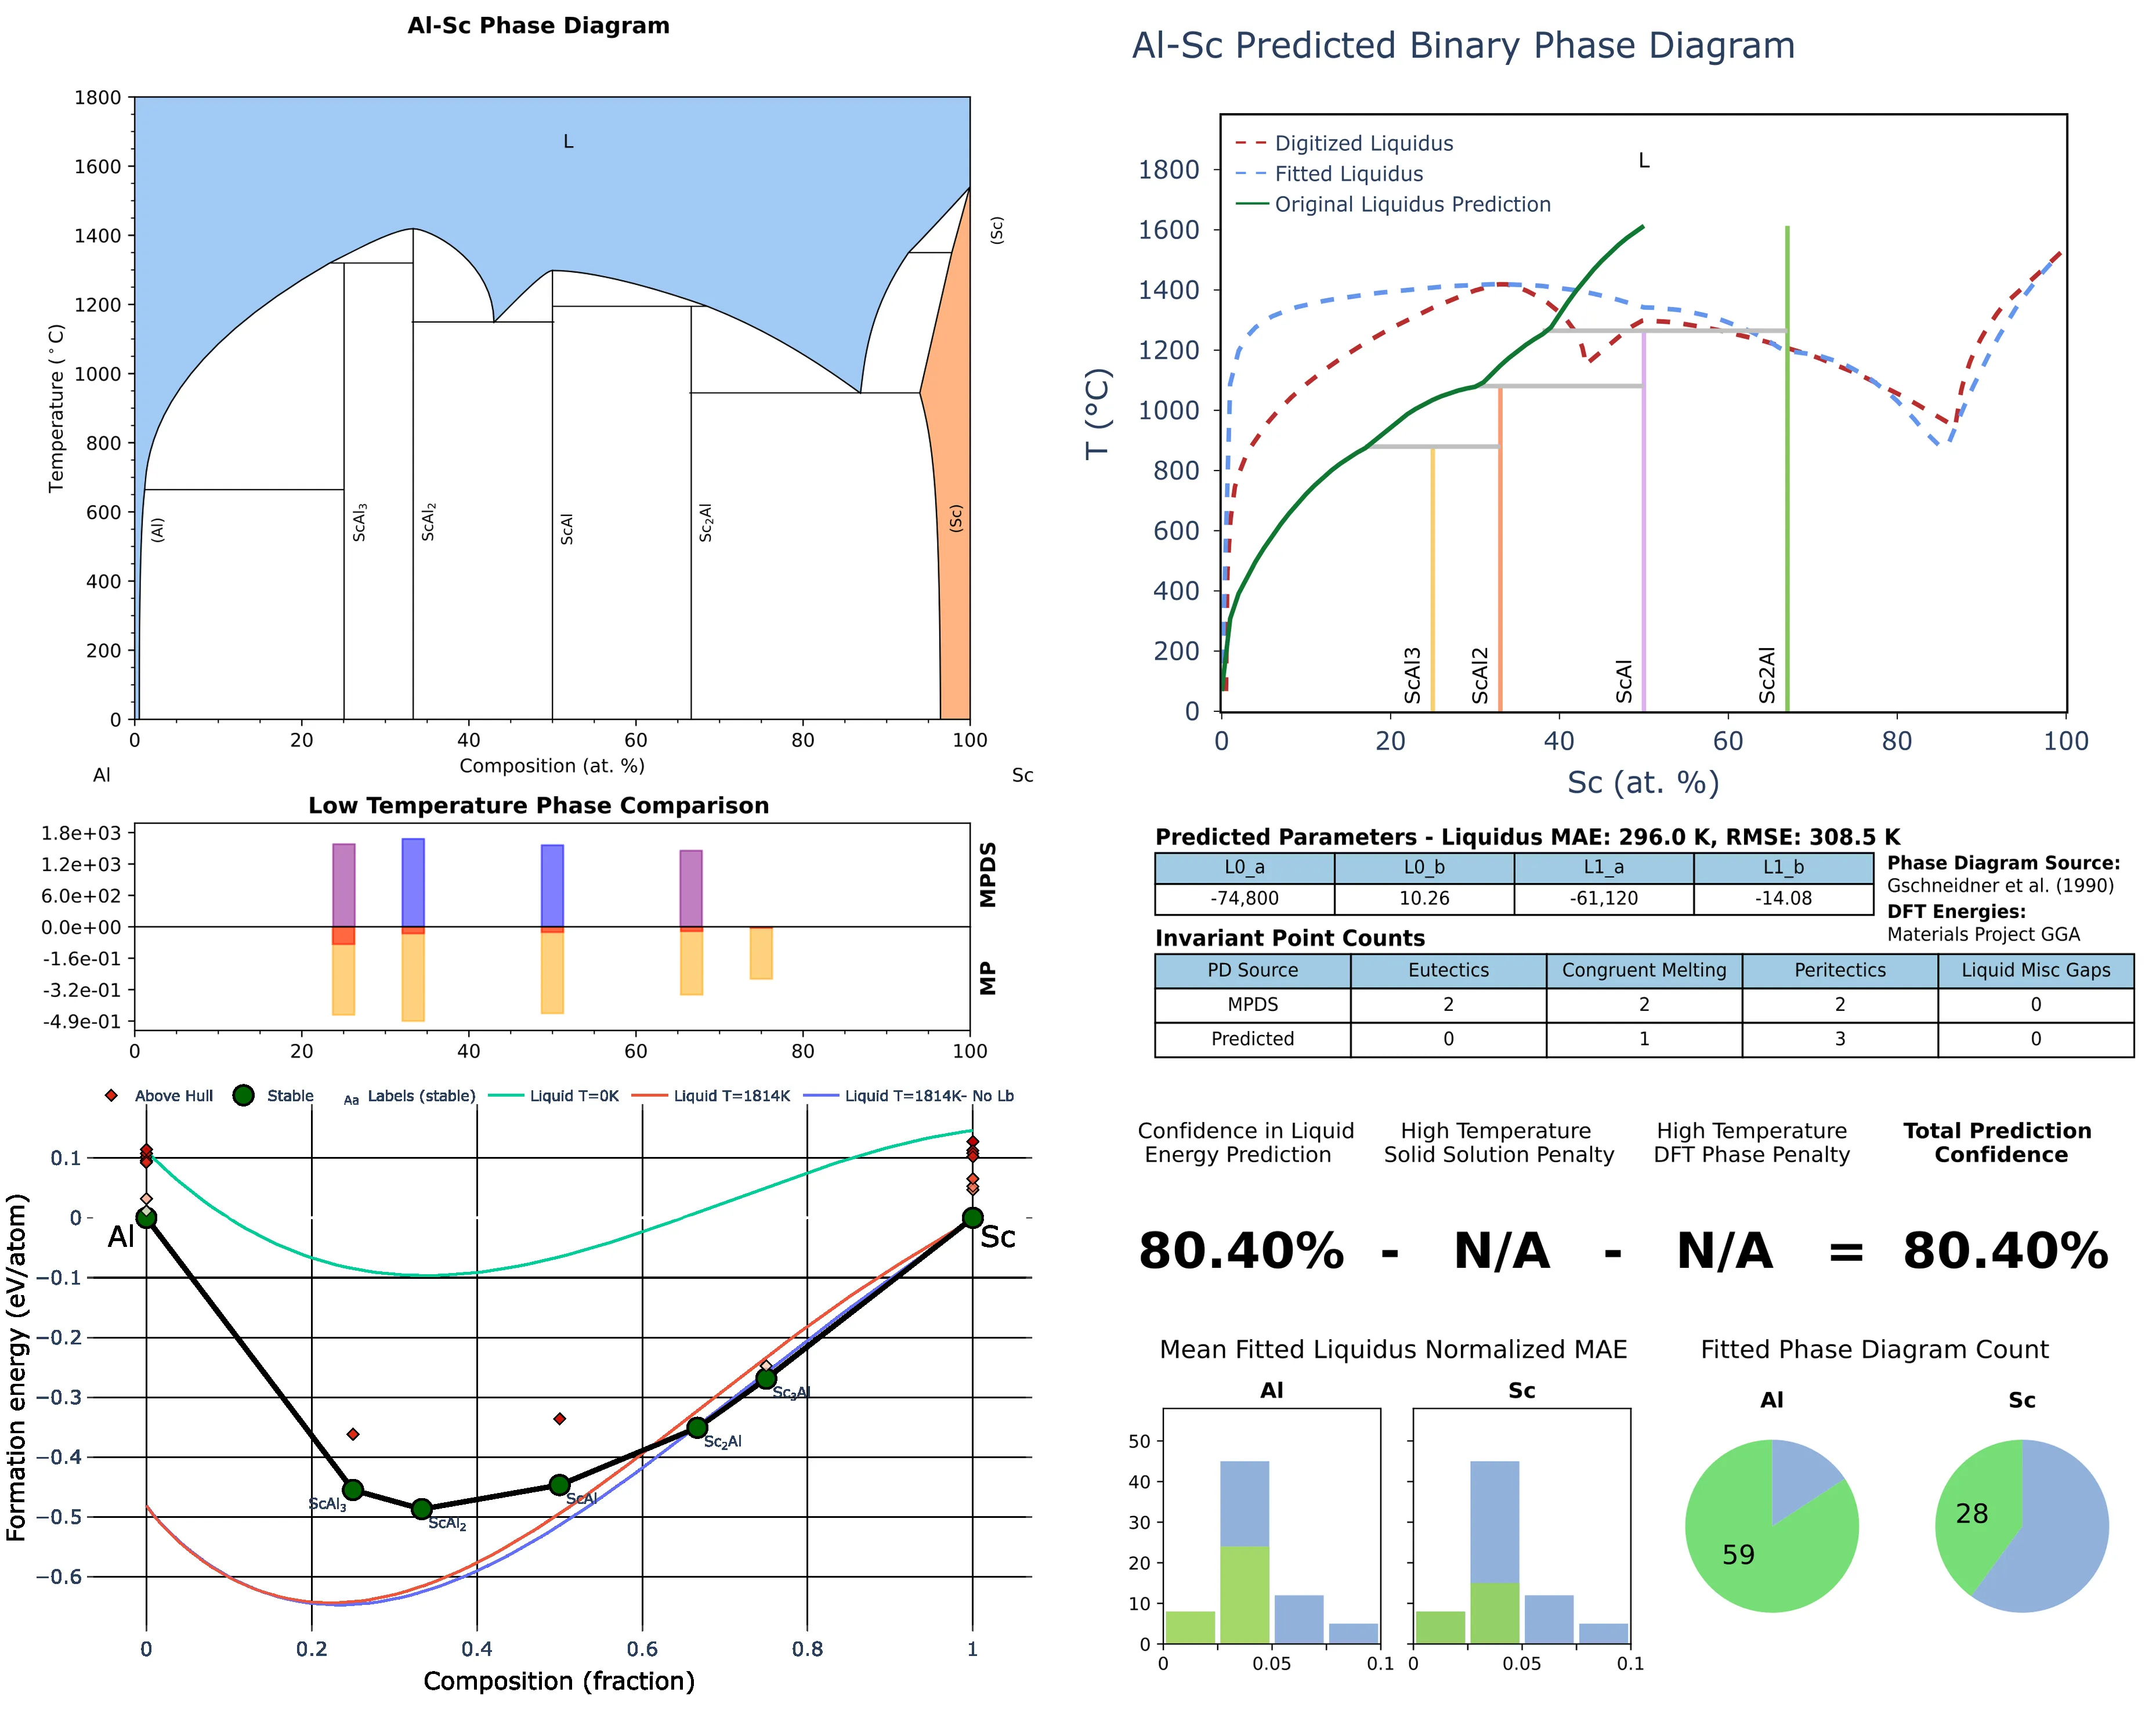 Al-Sc Phase Diagram
1800
1600
1400
1200
1000
800
600
400
200
0
Temperature (°C)
L
(Al)
ScAl3
ScAl2
ScAl
Sc2Al
(Sc)
(Sc)
0 20 40 60 80 100
Al Composition (at. %) Sc
Low Temperature Phase Comparison
1.8e+03
1.2e+03
6.0e+02
0.0e+00
-1.6e-01
-3.2e-01
-4.9e-01
MPDS
MP
0 20 40 60 80 100
Above Hull Stable Aa Labels (stable) Liquid T=0K Liquid T=1814K Liquid T=1814K- No Lb
0.1
0
−0.1
−0.2
−0.3
−0.4
−0.5
−0.6
Formation energy (eV/atom)
Al
Sc
Sc3Al
Sc2Al
ScAl3
ScAl
ScAl2
0 0.2 0.4 0.6 0.8 1
Composition (fraction)
Al-Sc Predicted Binary Phase Diagram
Digitized Liquidus
Fitted Liquidus
Original Liquidus Prediction
L
1800
1600
1400
1200
1000
800
600
400
200
0
T (°C)
ScAl3
ScAl2
ScAl
Sc2Al
0 20 40 60 80 100
Sc (at. %)
Predicted Parameters - Liquidus MAE: 296.0 K, RMSE: 308.5 K
L0_a L0_b L1_a L1_b
-74,800 10.26 -61,120 -14.08
Phase Diagram Source:
Gschneidner et al. (1990)
DFT Energies:
Materials Project GGA
Invariant Point Counts
PD Source Eutectics Congruent Melting Peritectics Liquid Misc Gaps
MPDS 2 2 2 0
Predicted 0 1 3 0
Confidence in Liquid
Energy Prediction
High Temperature
Solid Solution Penalty
High Temperature
DFT Phase Penalty
Total Prediction
Confidence
80.40% - N/A - N/A = 80.40%
Mean Fitted Liquidus Normalized MAE
Fitted Phase Diagram Count
Al
Sc
Al
Sc
50
40
30
20
10
0
0 0.05 0.1
0 0.05 0.1
59
28